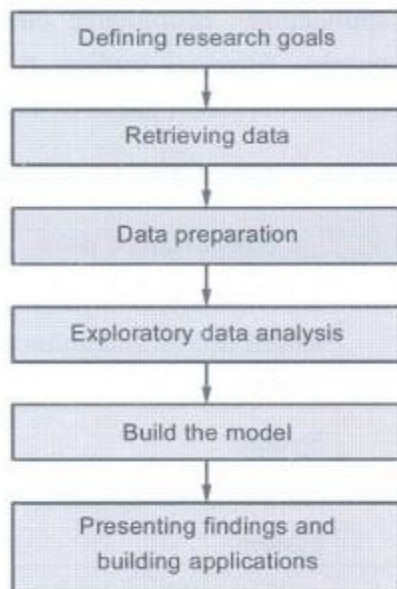 Defining research goals
Retrieving data
Data preparation
Exploratory data analysis
Build the model
Presenting findings and
building applications